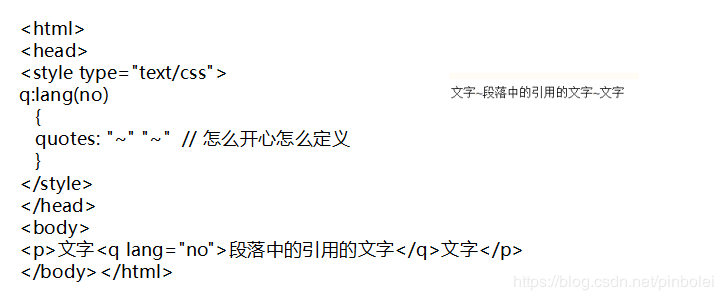 <html>
<head>
<style type="text/css">
q:lang(no)
{
quotes: "~" "~" // 怎么开心怎么定义
}
</style>
</head>
<body>
<p>文字<q lang="no">段落中的引用的文字</q>文字</p>
</body></html>
文字~段落中的引用的文字~文字
https://blog.csdn.net/pinbolei